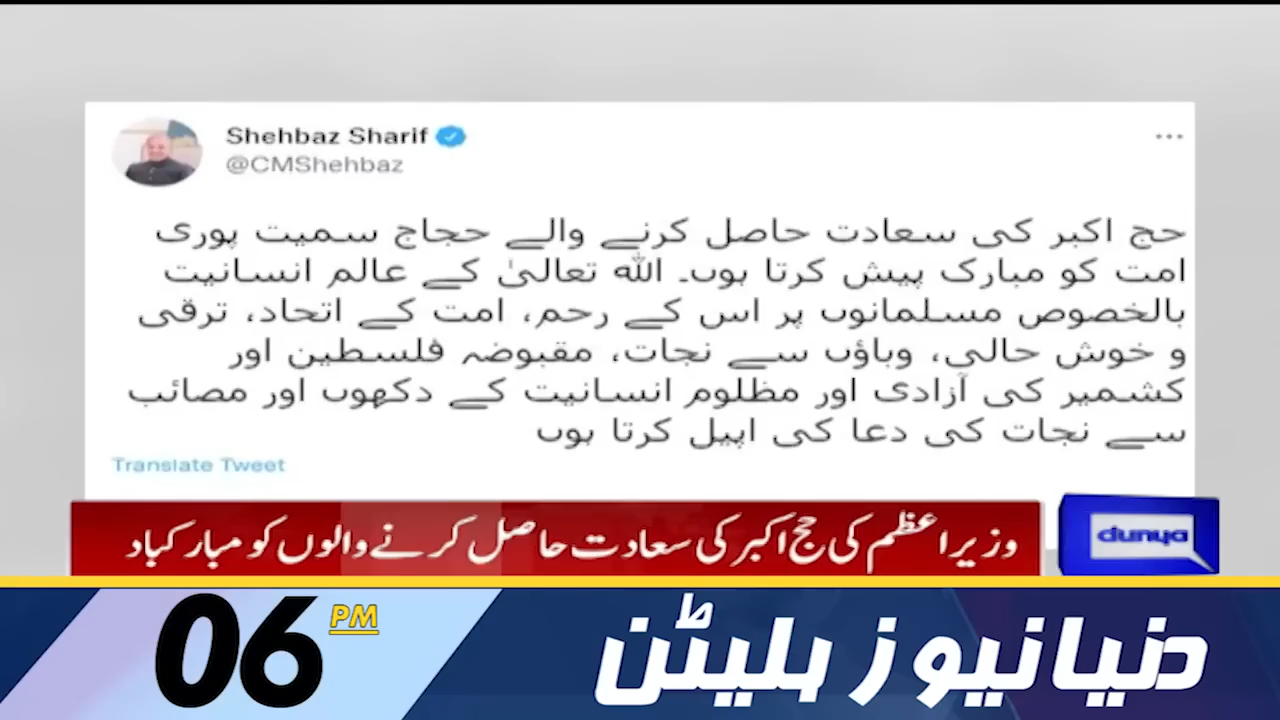 Shehbaz Sharif
@CMShehbaz
حج اکبر کی سعادت حاصل کرنے والے حجاج سمیت پوری
امت کو مبارک پیش کرتا ہوں۔ اللہ تعالیٰ کے عالم انسانیت
بالخصوص مسلمانوں پر اس کے رحم، امت کے اتحاد، ترقی
و خوش حالی، وباؤں سے نجات، مقبوضہ فلسطین اور
کشمیر کی آزادی اور مظلوم انسانیت کے دکھوں اور مصائب
سے نجات کی دعا کی اپیل کرتا ہوں
Translate Tweet
وزیراعظم کی حج اکبر کی سعادت حاصل کرنے والوں کو مبارکباد
dunya
06 PM
دنیا نیوز بلیٹن